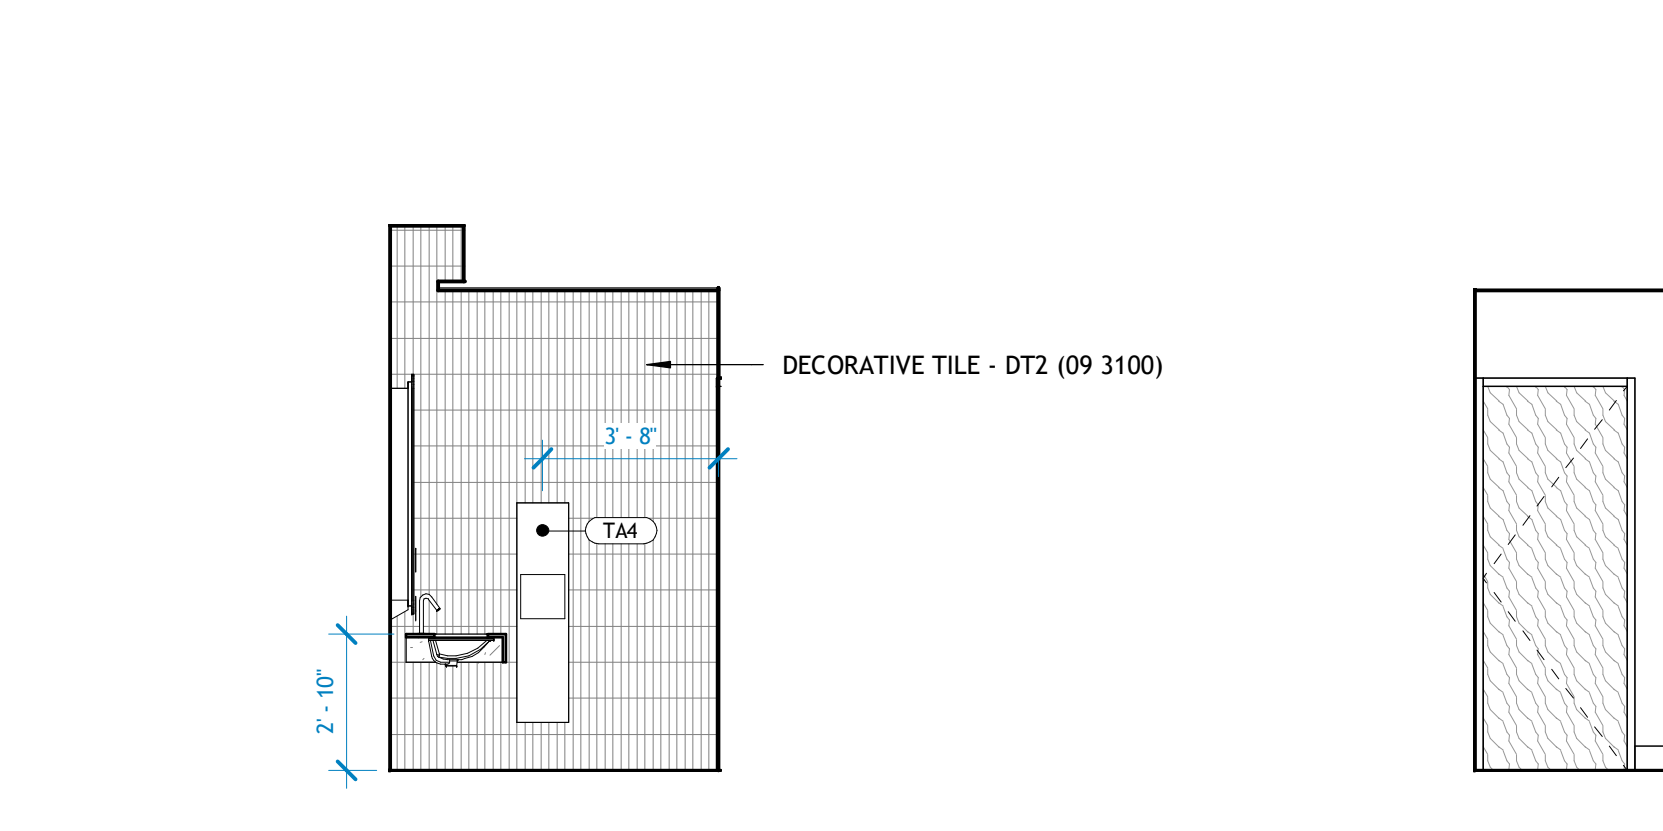 DECORATIVE TILE - DT2 (09 3100)
3' - 8"
TA4
2' - 10"